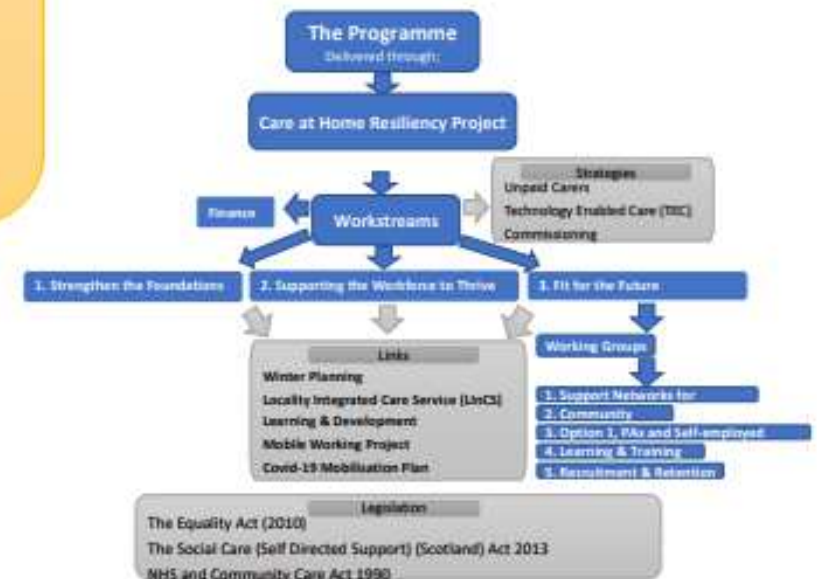 The Programme
Delivered through:
Care at Home Resiliency Project
Strategies
Unpaid Carers
Technology Enabled Care (TEC)
Commissioning
Finance
Workstreams
1. Strengthen the Foundations
2. Supporting the Workforce to Thrive
3. Fit for the Future
Working Groups
Links
Winter Planning
Locality Integrated Care Service (LInCS)
Learning & Development
Mobile Working Project
Covid-19 Mobilisation Plan
1. Support Networks for
2. Community
3. Option 1, PAs and Self-employed
4. Learning & Training
5. Recruitment & Retention
Legislation
The Equality Act (2010)
The Social Care (Self Directed Support) (Scotland) Act 2013
NHS and Community Care Act 1990